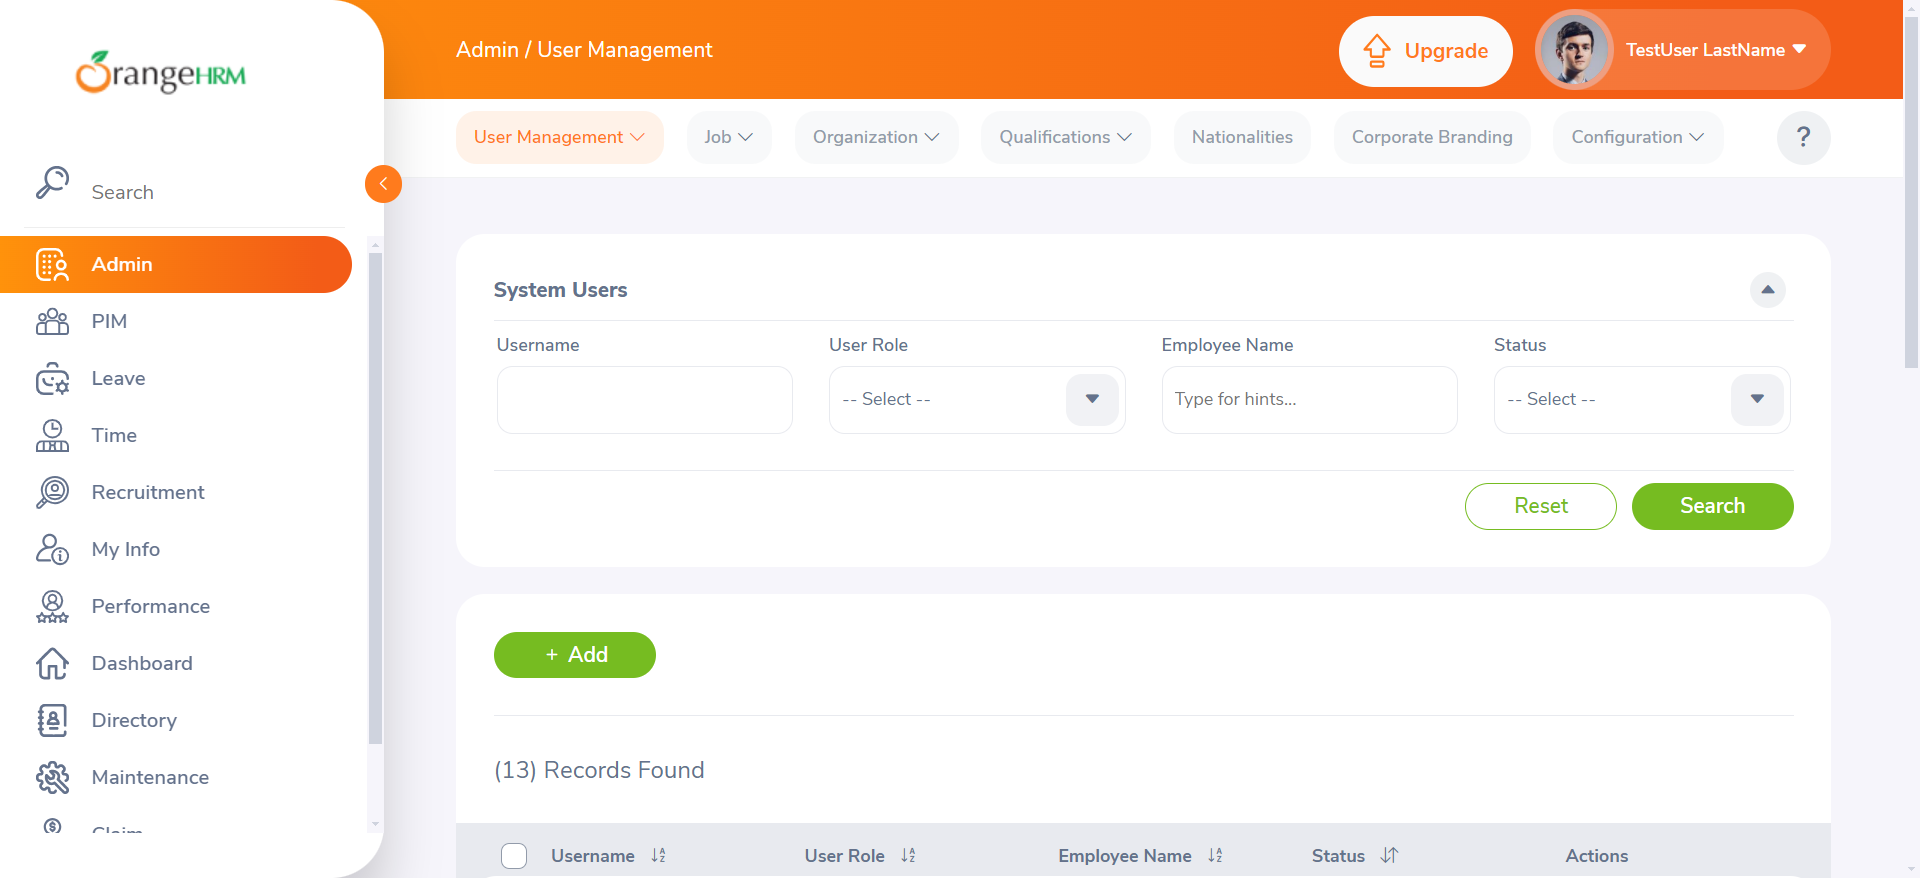 OrangeHRM
Admin / User Management
Upgrade
TestUser LastName
User Management
Job
Organization
Qualifications
Nationalities
Corporate Branding
Configuration
?
Search
Admin
PIM
Leave
Time
Recruitment
My Info
Performance
Dashboard
Directory
Maintenance
Claim
System Users
Username
User Role
Employee Name
Status
-- Select --
Type for hints...
-- Select --
Reset
Search
+ Add
(13) Records Found
Username
User Role
Employee Name
Status
Actions